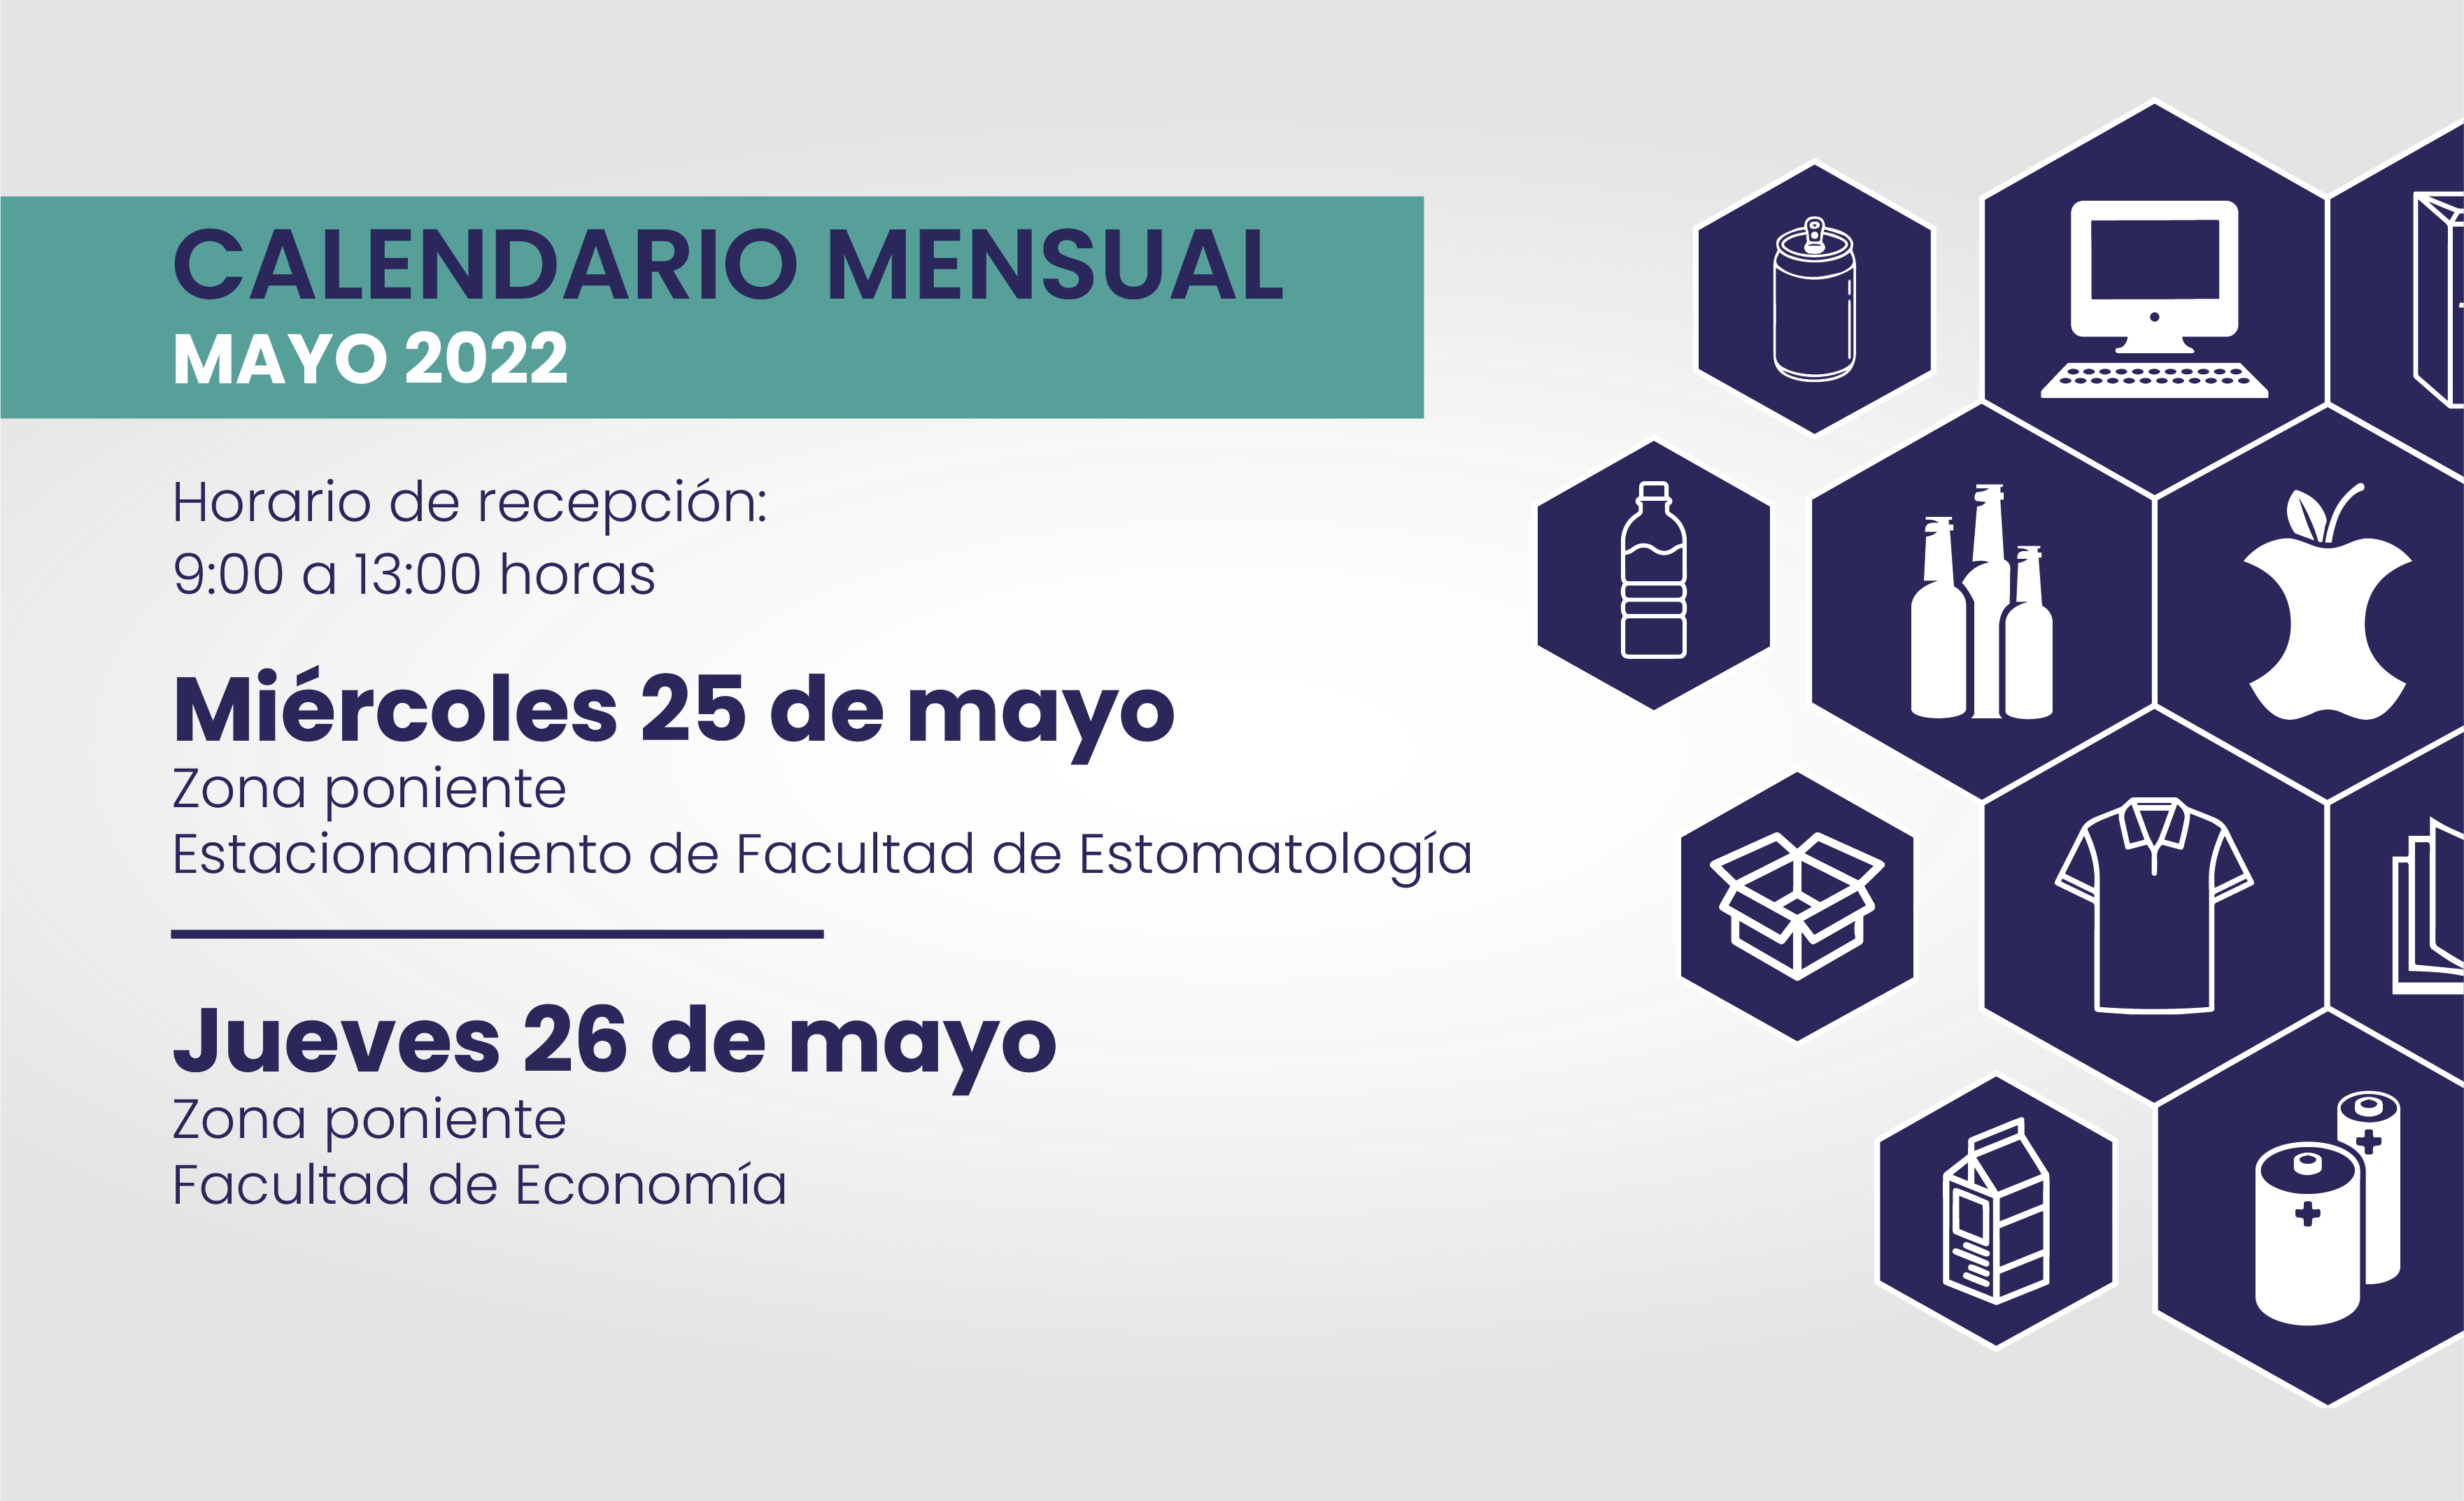 CALENDARIO MENSUAL
MAYO 2022
Horario de recepción:
9:00 a 13:00 horas
Miércoles 25 de mayo
Zona poniente
Estacionamiento de Facultad de Estomatología
Jueves 26 de mayo
Zona poniente
Facultad de Economía